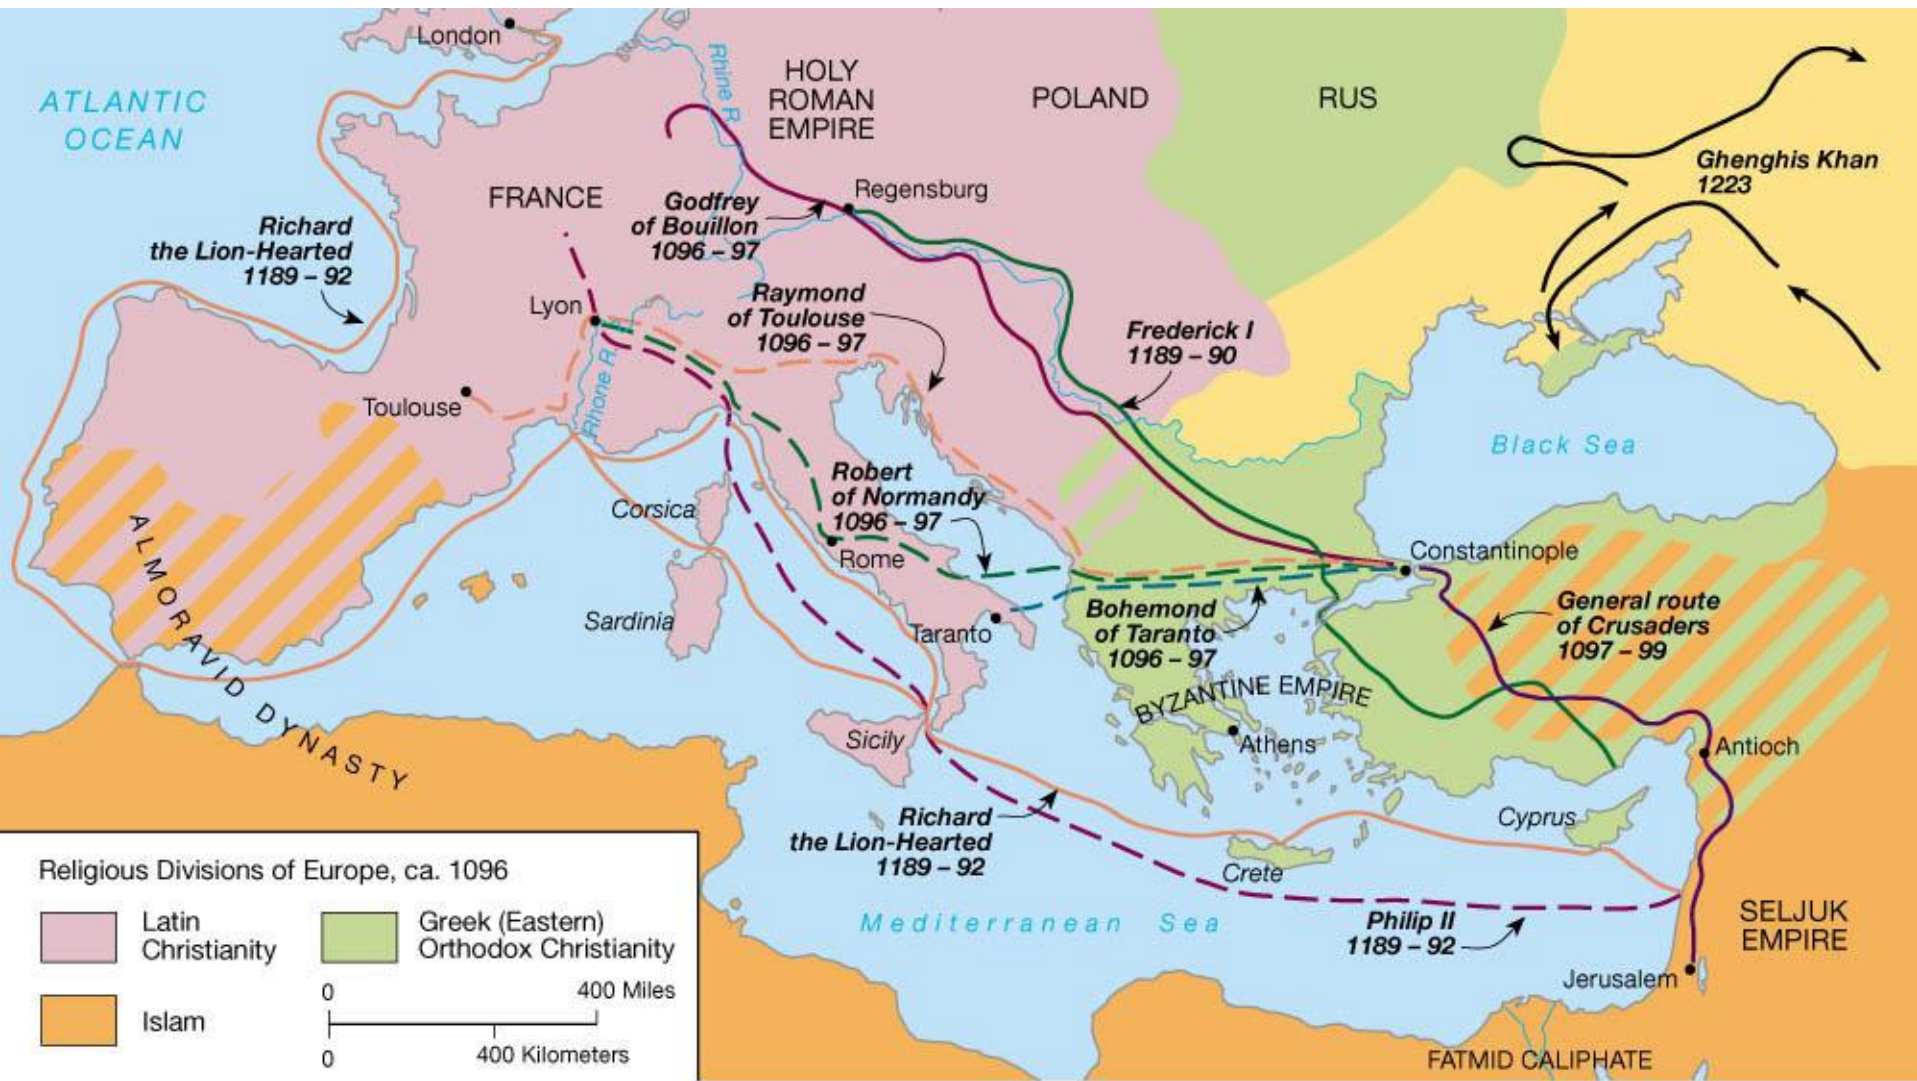 London
ATLANTIC
OCEAN
Rhine R.
HOLY
ROMAN
EMPIRE
POLAND
RUS
Ghenghis Khan
1223
FRANCE
Richard
the Lion-Hearted
1189 – 92
Godfrey
of Bouillon
1096 – 97
Regensburg
Lyon
Raymond
of Toulouse
1096 – 97
Frederick I
1189 – 90
Toulouse
Rhone R.
Black Sea
Corsica
Robert
of Normandy
1096 – 97
Rome
Constantinople
ALMORAVID DYNASTY
Sardinia
Taranto
Bohemond
of Taranto
1096 – 97
General route
of Crusaders
1097 – 99
BYZANTINE EMPIRE
Sicily
Athens
Antioch
Richard
the Lion-Hearted
1189 – 92
Cyprus
Crete
Mediterranean Sea
Philip II
1189 – 92
SELJUK
EMPIRE
Jerusalem
FATMID CALIPHATE
Religious Divisions of Europe, ca. 1096
Latin
Christianity
Greek (Eastern)
Orthodox Christianity
Islam
0 400 Miles
0 400 Kilometers